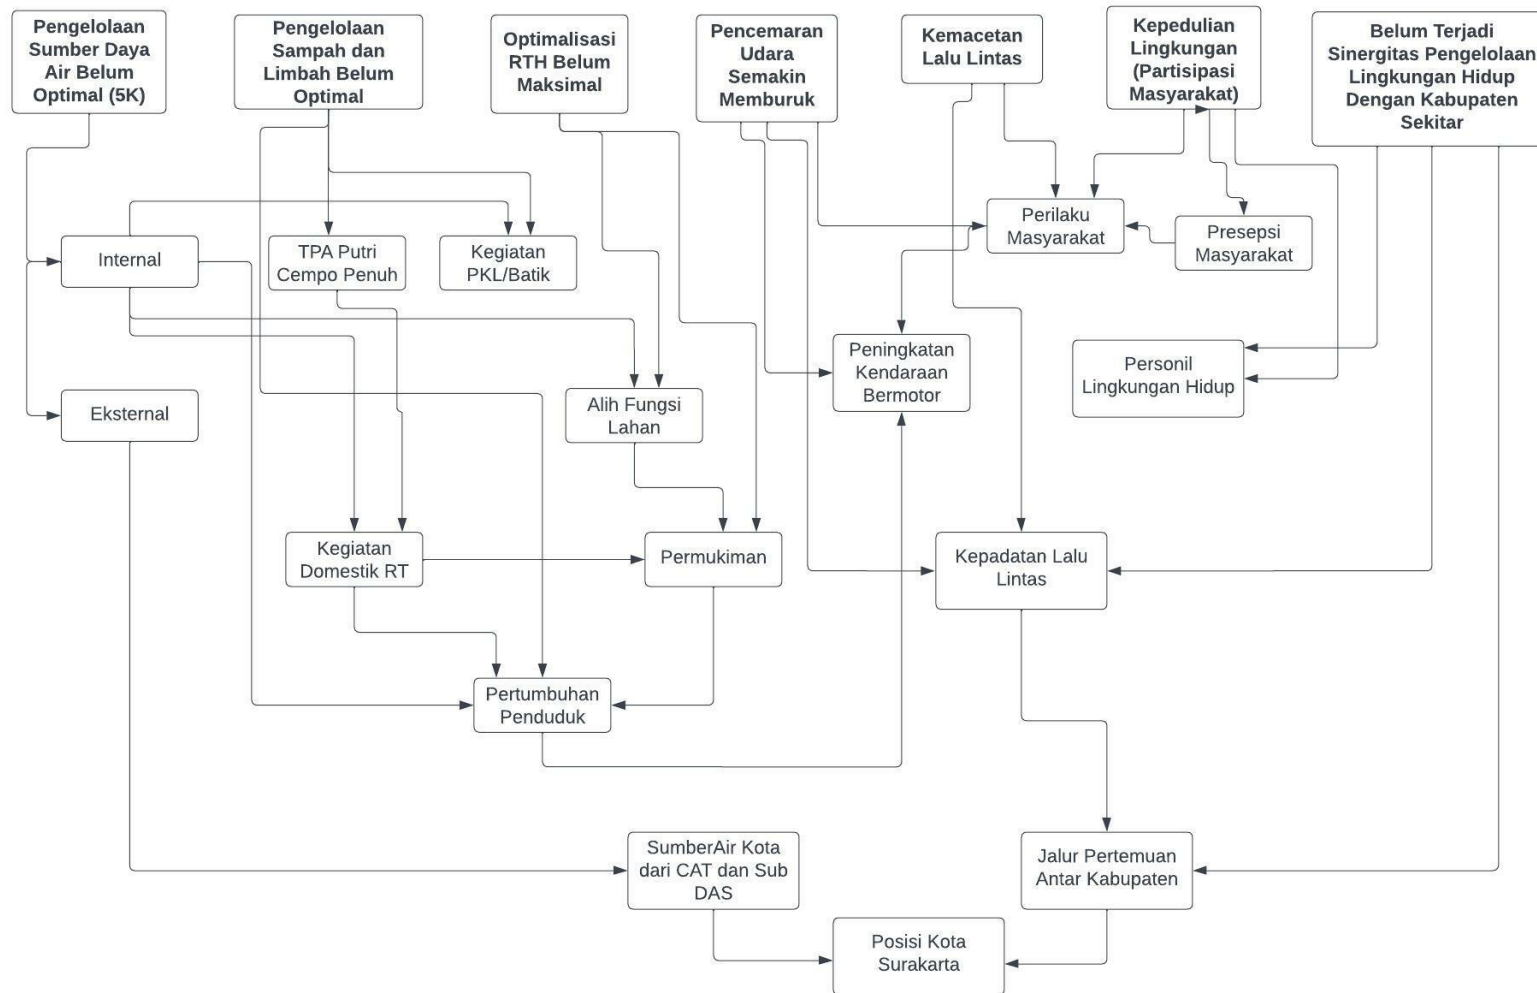 Pengelolaan
Sumber Daya
Air Belum
Optimal (5K)
Pengelolaan
Sampah dan
Limbah Belum
Optimal
Optimalisasi
RTH Belum
Maksimal
Pencemaran
Udara
Semakin
Memburuk
Kemacetan
Lalu Lintas
Kepedulian
Lingkungan
(Partisipasi
Masyarakat)
Belum Terjadi
Sinergitas Pengelolaan
Lingkungan Hidup
Dengan Kabupaten
Sekitar
Internal
TPA Putri
Cempo Penuh
Kegiatan
PKL/Batik
Perilaku
Masyarakat
Presepsi
Masyarakat
Eksternal
Alih Fungsi
Lahan
Peningkatan
Kendaraan
Bermotor
Personil
Lingkungan Hidup
Kegiatan
Domestik RT
Permukiman
Kepadatan Lalu
Lintas
Pertumbuhan
Penduduk
SumberAir Kota
dari CAT dan Sub
DAS
Jalur Pertemuan
Antar Kabupaten
Posisi Kota
Surakarta